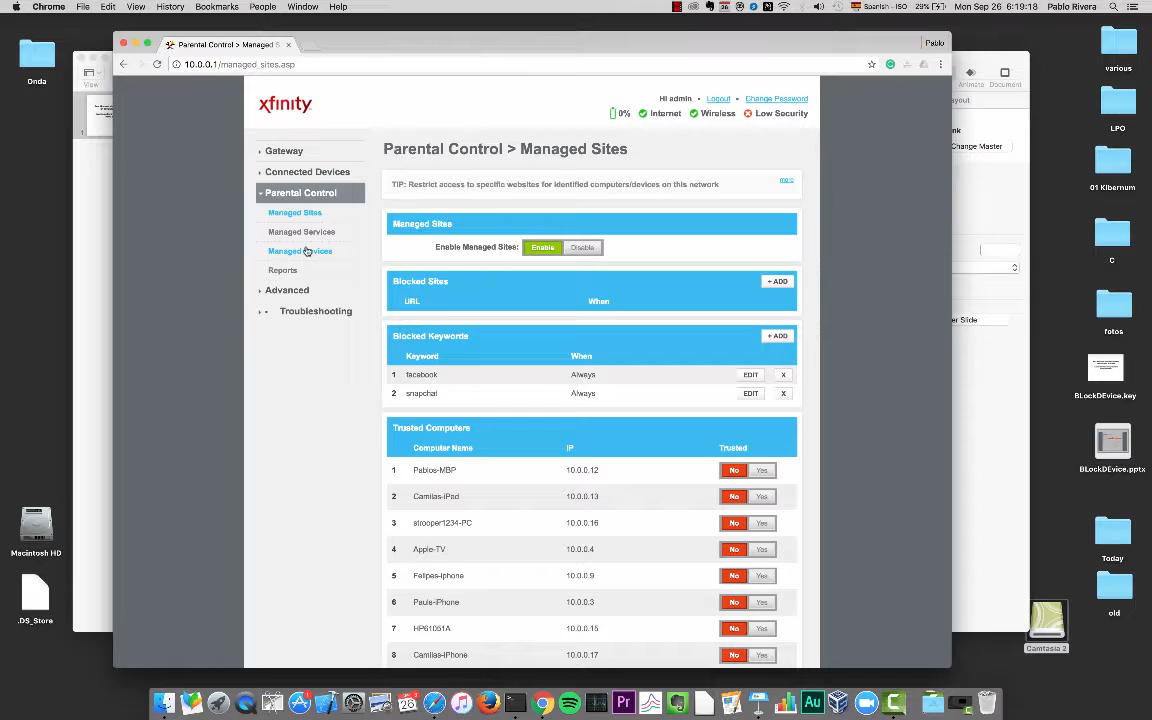 Chrome File Edit View History Bookmarks People Window Help
Spanish - ISO 29% Mon Sep 26 6:19:18 Pablo Rivera
Parental Control > Managed S
Pablo
10.0.0.1/managed_sites.asp
View
Animate Document
Change Master
xfinity
Hi admin • Logout • Change Password
0% Internet Wireless Low Security
Gateway
Connected Devices
Parental Control
Managed Sites
Managed Services
Managed Devices
Reports
Advanced
Troubleshooting
Parental Control > Managed Sites
TIP: Restrict access to specific websites for identified computers/devices on this network
more
Managed Sites
Enable Managed Sites: Enable Disable
Blocked Sites + ADD
URL When
Blocked Keywords + ADD
Keyword When
1 facebook Always EDIT X
2 snapchat Always EDIT X
Trusted Computers
Computer Name IP Trusted
1 Pablos-MBP 10.0.0.12 No Yes
2 Camilas-iPad 10.0.0.13 No Yes
3 strooper1234-PC 10.0.0.16 No Yes
4 Apple-TV 10.0.0.4 No Yes
5 Felipes-iphone 10.0.0.9 No Yes
6 Pauls-iPhone 10.0.0.3 No Yes
7 HP61051A 10.0.0.15 No Yes
8 Camilas-iPhone 10.0.0.17 No Yes
Onda
Macintosh HD
.DS_Store
various
LPO
01 Kibernum
C
fotos
BLockDEvice.key
BLockDEvice.pptx
Today
old
Camtasia 2